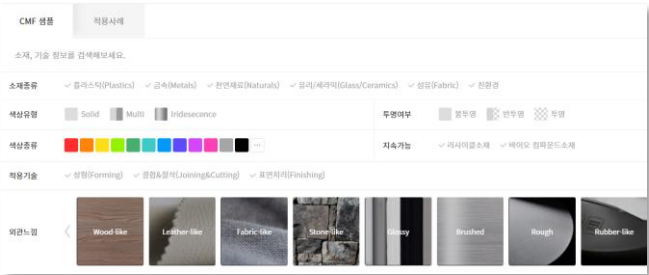 CMF 샘플 적용사례
소재, 기술 정보를 검색해보세요.
소재종류 플라스틱(Plastics) 금속(Metals) 천연재료(Naturals) 유리/세라믹(Glass/Ceramics) 섬유(Fabric) 친환경
색상유형 Solid Multi Iridesecence 투명여부 불투명 반투명 투명
색상종류 ... 지속가능 리사이클소재 바이오 컴파운드소재
적용기술 성형(Forming) 결합&절삭(Joining&Cutting) 표면처리(Finishing)
외관느낌 Wood-like Leather-like Fabric-like Stone-like Glossy Brushed Rough Rubber-like